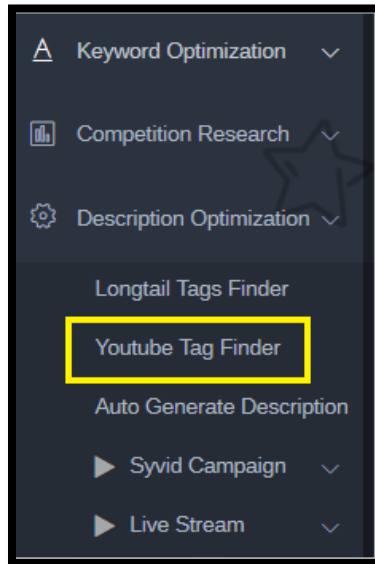 Keyword Optimization
Competition Research
Description Optimization
Longtail Tags Finder
Youtube Tag Finder
Auto Generate Description
Syvid Campaign
Live Stream